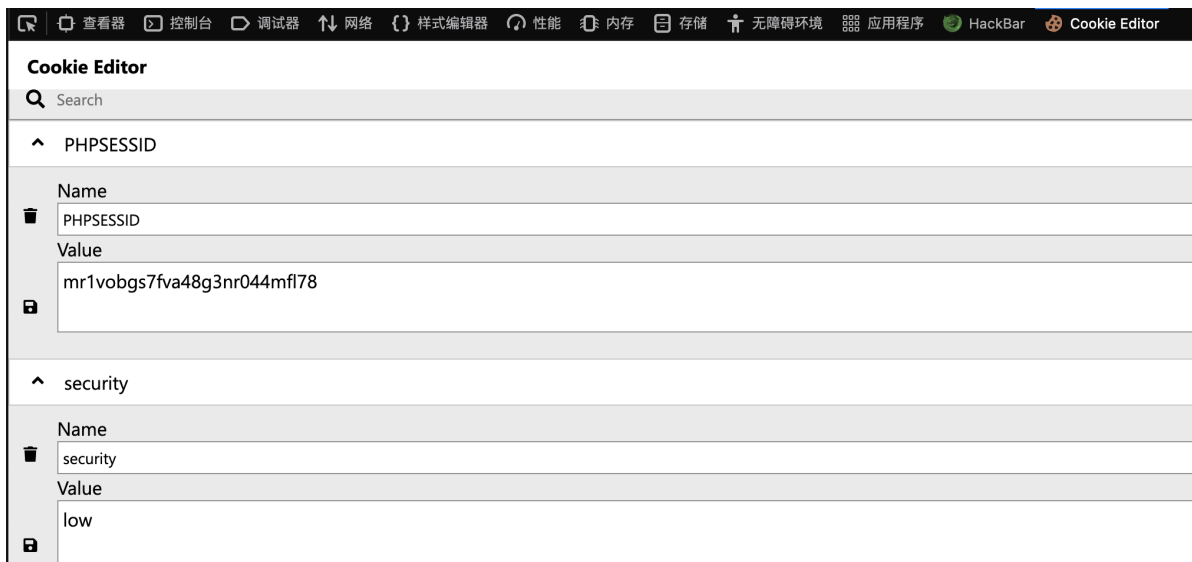 查看器 控制台 调试器 网络 样式编辑器 性能 内存 存储 无障碍环境 应用程序 HackBar Cookie Editor
Cookie Editor
Search
PHPSESSID
Name
PHPSESSID
Value
mr1vobgs7fva48g3nr044mfl78
security
Name
security
Value
low